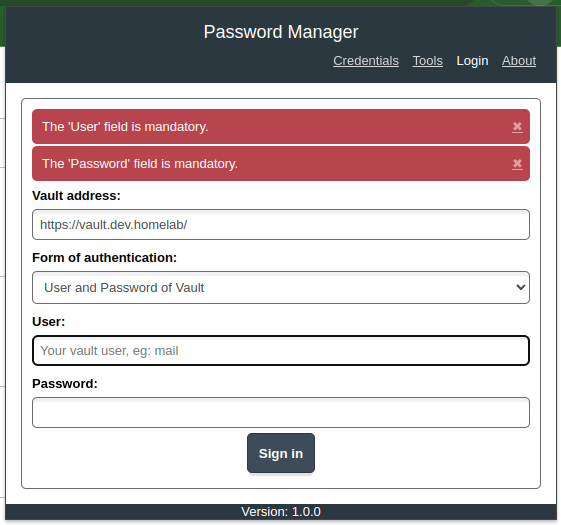 Password Manager
Credentials Tools Login About
The 'User' field is mandatory. ×
The 'Password' field is mandatory. ×
Vault address:
https://vault.dev.homelab/
Form of authentication:
User and Password of Vault
User:
Your vault user, eg: mail
Password:
Sign in
Version: 1.0.0